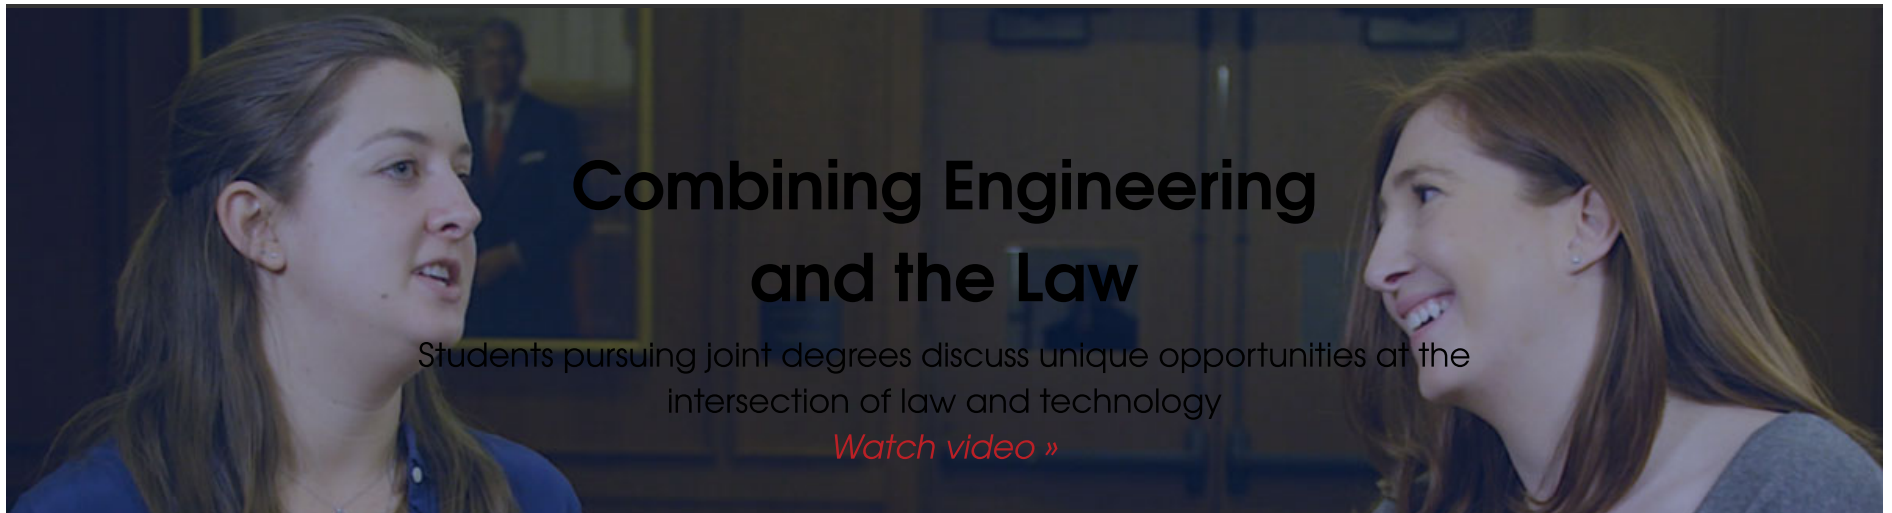 Combining Engineering
and the Law
Students pursuing joint degrees discuss unique opportunities at the
intersection of law and technology
Watch video »